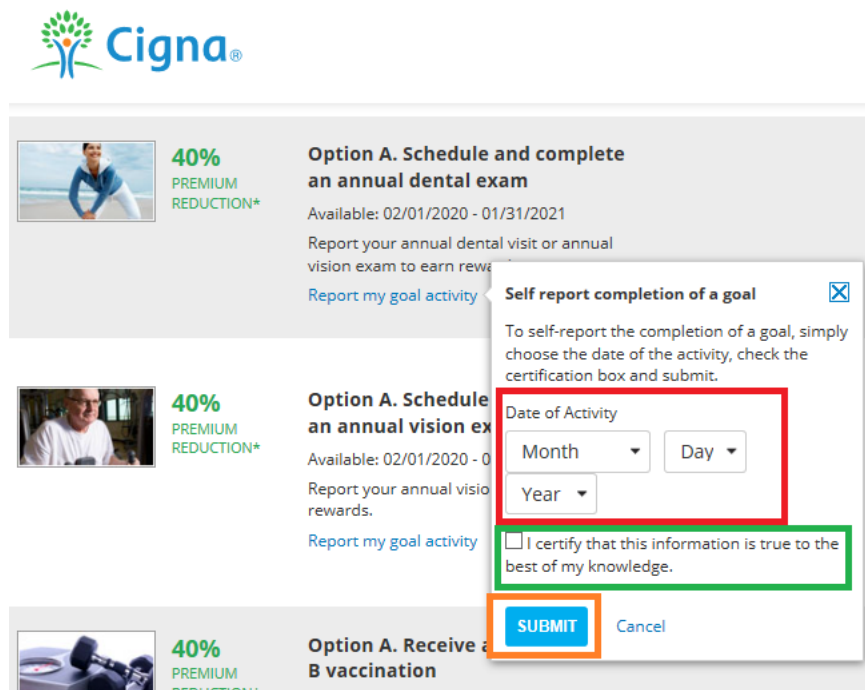 Cigna®
40%
PREMIUM
REDUCTION*
Option A. Schedule and complete
an annual dental exam
Available: 02/01/2020 - 01/31/2021
Report your annual dental visit or annual
vision exam to earn
Report my goal activity
Self report completion of a goal
To self-report the completion of a goal, simply
choose the date of the activity, check the
certification box and submit.
Date of Activity
Month
Day
Year
I certify that this information is true to the
best of my knowledge.
SUBMIT
Cancel
40%
PREMIUM
REDUCTION*
Option A. Schedule
an annual vision
Available: 02/01/2020 -
Report your annual
rewards.
Report my goal activity
40%
PREMIUM
REDUCTION*
Option A. Receive
B vaccination